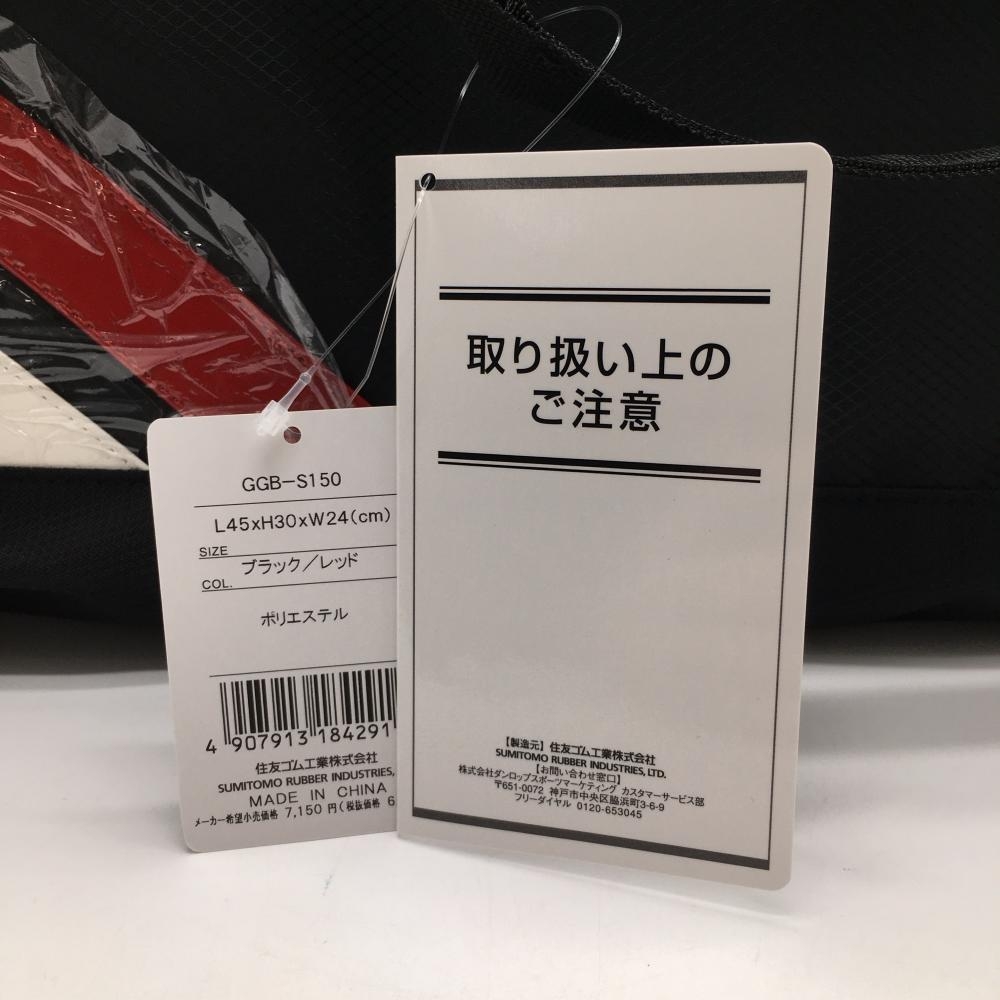 GGB-S150
L45xH30xW24(cm)
SIZE
COL. ブラック/レッド
ポリエステル
4 907913 184291
住友ゴム工業株式会社
SUMITOMO RUBBER INDUSTRIES,
MADE IN CHINA
メーカー希望小売価格 7,150円(税抜価格 6
取り扱い上の
ご注意
【製造元】住友ゴム工業株式会社
SUMITOMO RUBBER INDUSTRIES, LTD.
【お問い合わせ窓口】
株式会社ダンロップスポーツマーケティング カスタマーサービス部
〒651-0072 神戸市中央区脇浜町3-6-9
フリーダイヤル 0120-653045